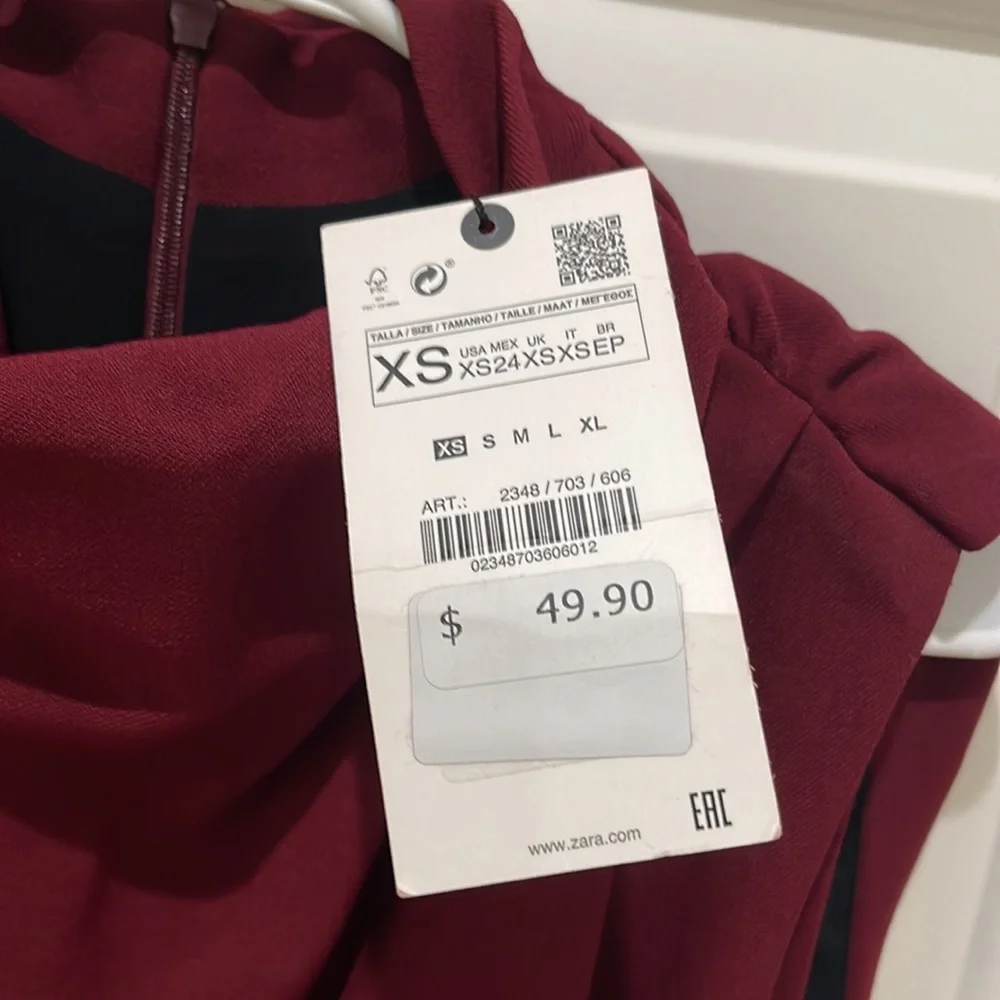 FSC
®
TALLA / SIZE / TAMANHO / TAILLE / MAAT / ΜΕΓΕΘΟΣ
XS USA MEX UK IT BR
XS 24 XS XS EP
XS S M L XL
ART.: 2348 / 703 / 606
02348703606012
$ 49.90
EAC
www.zara.com